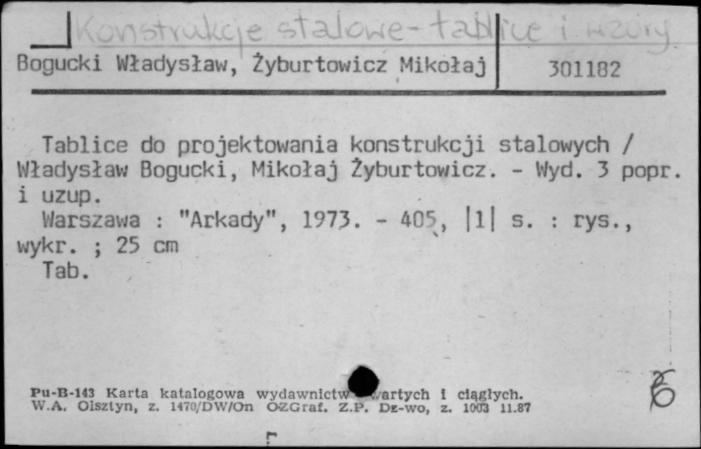 Konstrukcje stalowe - tablice i wzory
Bogucki Władysław, Żyburtowicz Mikołaj
301182
Tablice do projektowania konstrukcji stalowych /
Władysław Bogucki, Mikołaj Żyburtowicz. - Wyd. 3 popr.
i uzup.
Warszawa : "Arkady", 1973. - 405, |1| s. : rys.,
wykr. ; 25 cm
Tab.
Pu-B-143 Karta katalogowa wydawnictw wartych i ciągłych.
W.A. Olsztyn, z. 1470/DW/On OZGraf. Z.P. Dz-wo, z. 1003 11.87